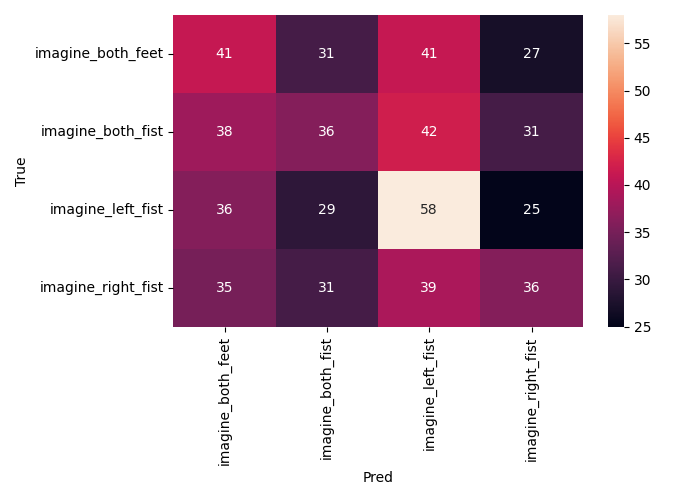 imagine_both_feet 41 31 41 27
imagine_both_fist 38 36 42 31
imagine_left_fist 36 29 58 25
imagine_right_fist 35 31 39 36
True
imagine_both_feet
imagine_both_fist
imagine_left_fist
imagine_right_fist
Pred
55
50
45
40
35
30
25